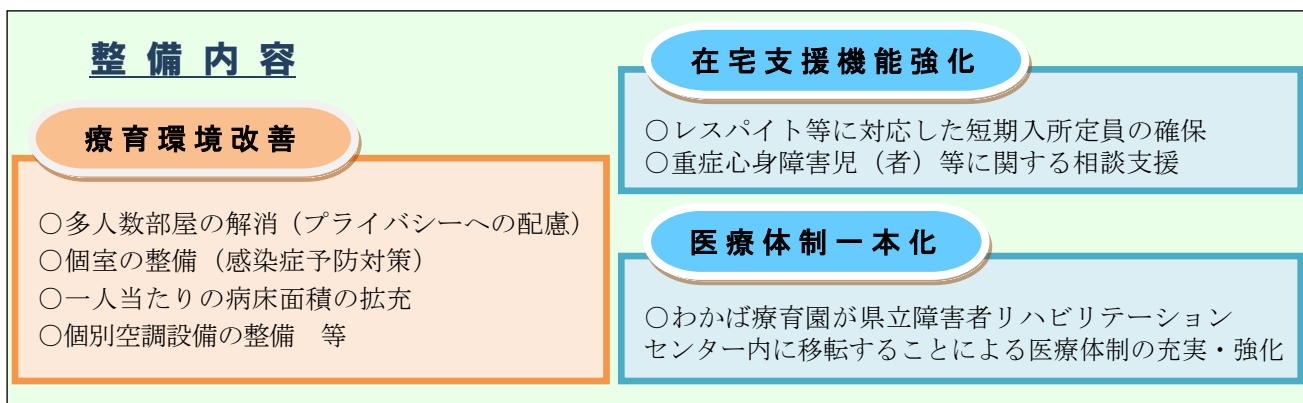 整備内容
療育環境改善
○多人数部屋の解消（プライバシーへの配慮）
○個室の整備（感染症予防対策）
○一人当たりの病床面積の拡充
○個別空調設備の整備　等
在宅支援機能強化
○レスパイト等に対応した短期入所定員の確保
○重症心身障害児（者）等に関する相談支援
医療体制一本化
○わかば療育園が県立障害者リハビリテーション
センター内に移転することによる医療体制の充実・強化